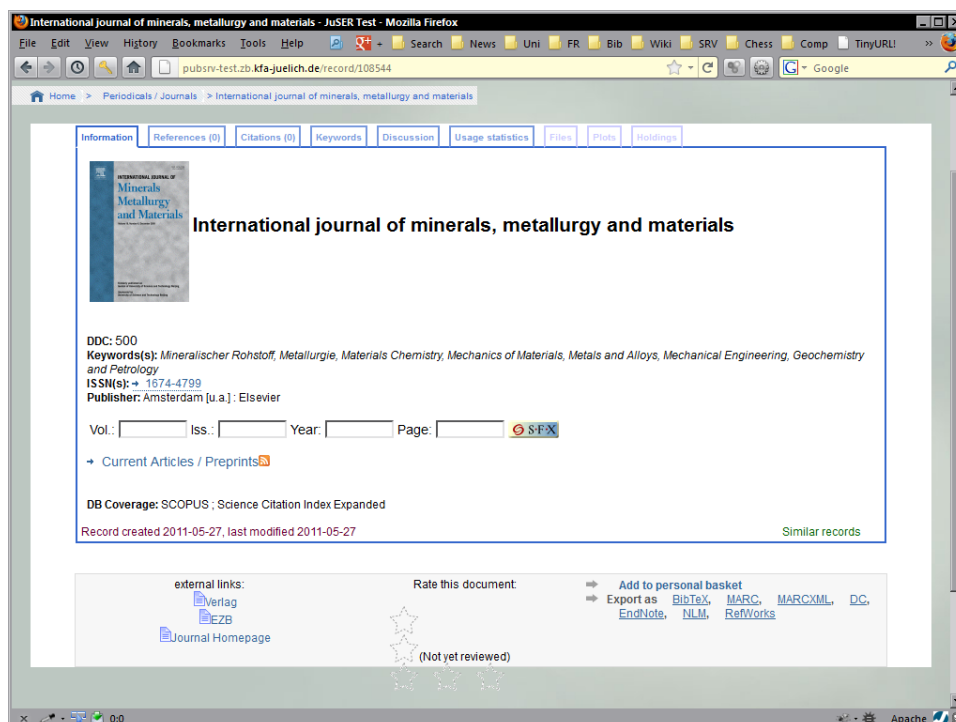 International journal of minerals, metallurgy and materials - JuSER Test - Mozilla Firefox
File Edit View History Bookmarks Tools Help Search News Uni FR Bib Wiki SRV Chess Comp TinyURL! »
pubsrv-test.zb.kfa-juelich.de/record/108544 Google
Home > Periodicals / Journals > International journal of minerals, metallurgy and materials
Information References (0) Citations (0) Keywords Discussion Usage statistics Files Plots Holdings
INTERNATIONAL JOURNAL OF
Minerals
Metallurgy
and Materials
International journal of minerals, metallurgy and materials
DDC: 500
Keywords(s): Mineralischer Rohstoff, Metallurgie, Materials Chemistry, Mechanics of Materials, Metals and Alloys, Mechanical Engineering, Geochemistry
and Petrology
ISSN(s): → 1674-4799
Publisher: Amsterdam [u.a.] : Elsevier
Vol.: Iss.: Year: Page: S·F·X
→ Current Articles / Preprints
DB Coverage: SCOPUS ; Science Citation Index Expanded
Record created 2011-05-27, last modified 2011-05-27 Similar records
external links: Rate this document: Add to personal basket
Verlag Export as BibTeX, MARC, MARCXML, DC,
EZB EndNote, NLM, RefWorks
Journal Homepage
(Not yet reviewed)
0:0 Apache